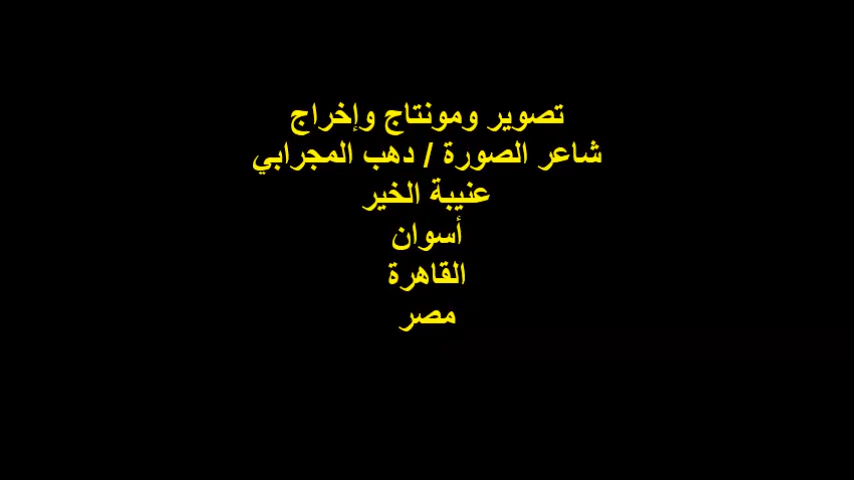 تصوير ومونتاج وإخراج
شاعر الصورة / دهب المجرابي
عنيبة الخير
أسوان
القاهرة
مصر